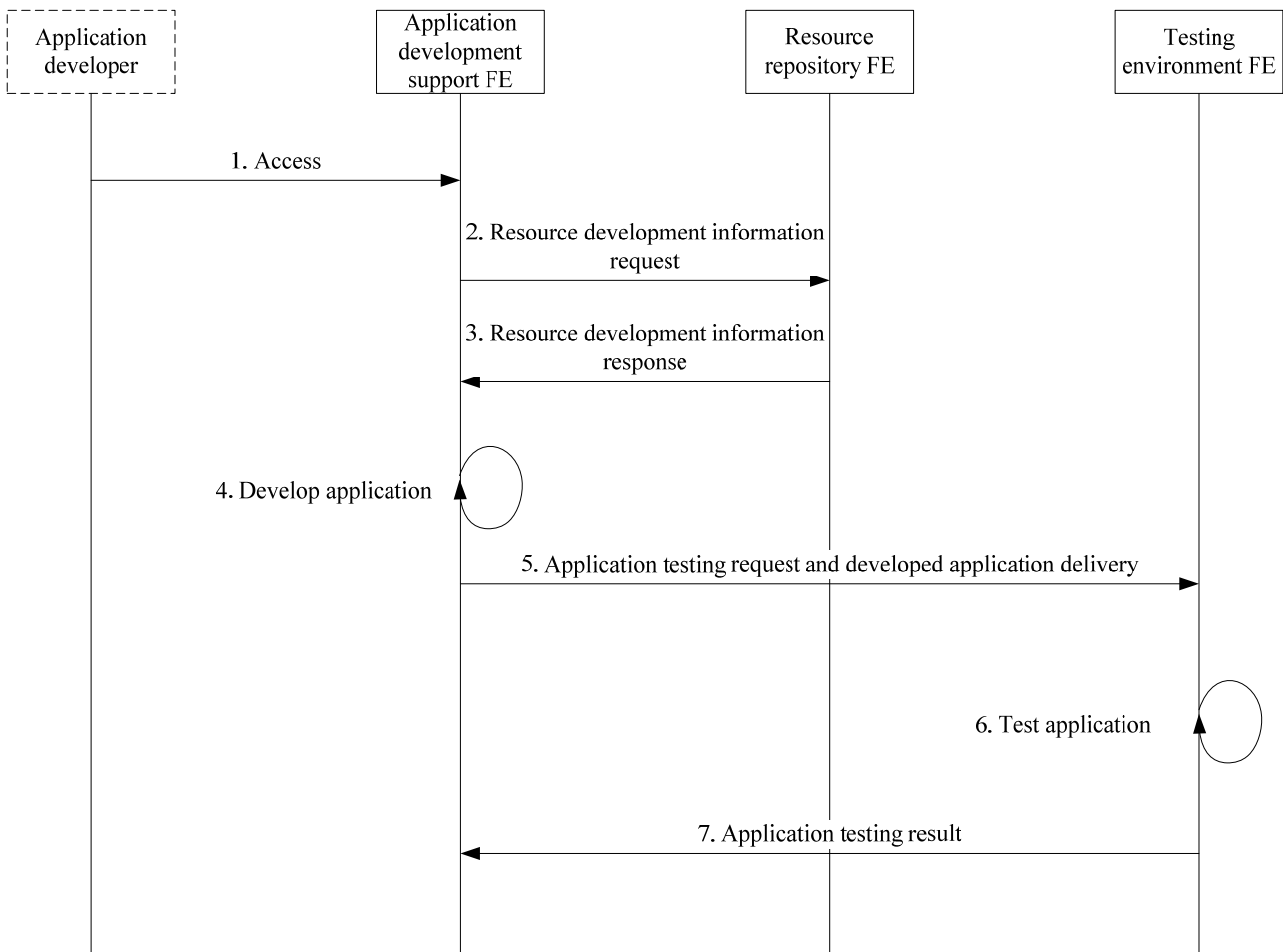 Application
developer
Application
development
support FE
Resource
repository FE
Testing
environment FE
1. Access
2. Resource development information
request
3. Resource development information
response
4. Develop application
5. Application testing request and developed application delivery
6. Test application
7. Application testing result